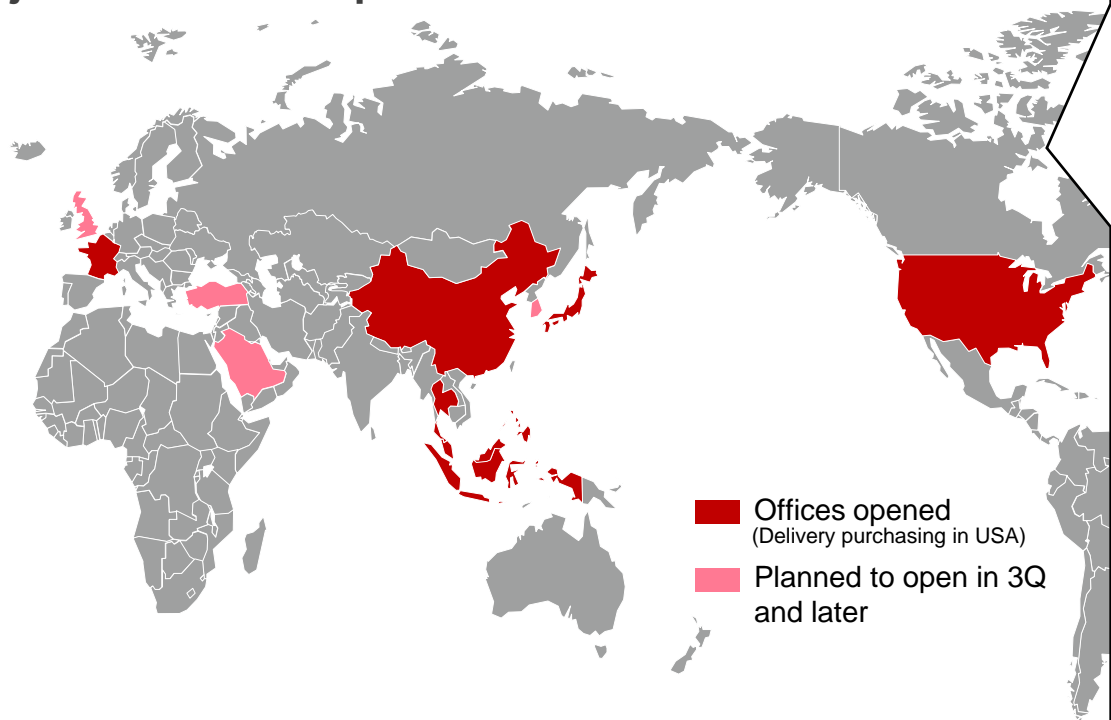 Offices opened
(Delivery purchasing in USA)
Planned to open in 3Q
and later